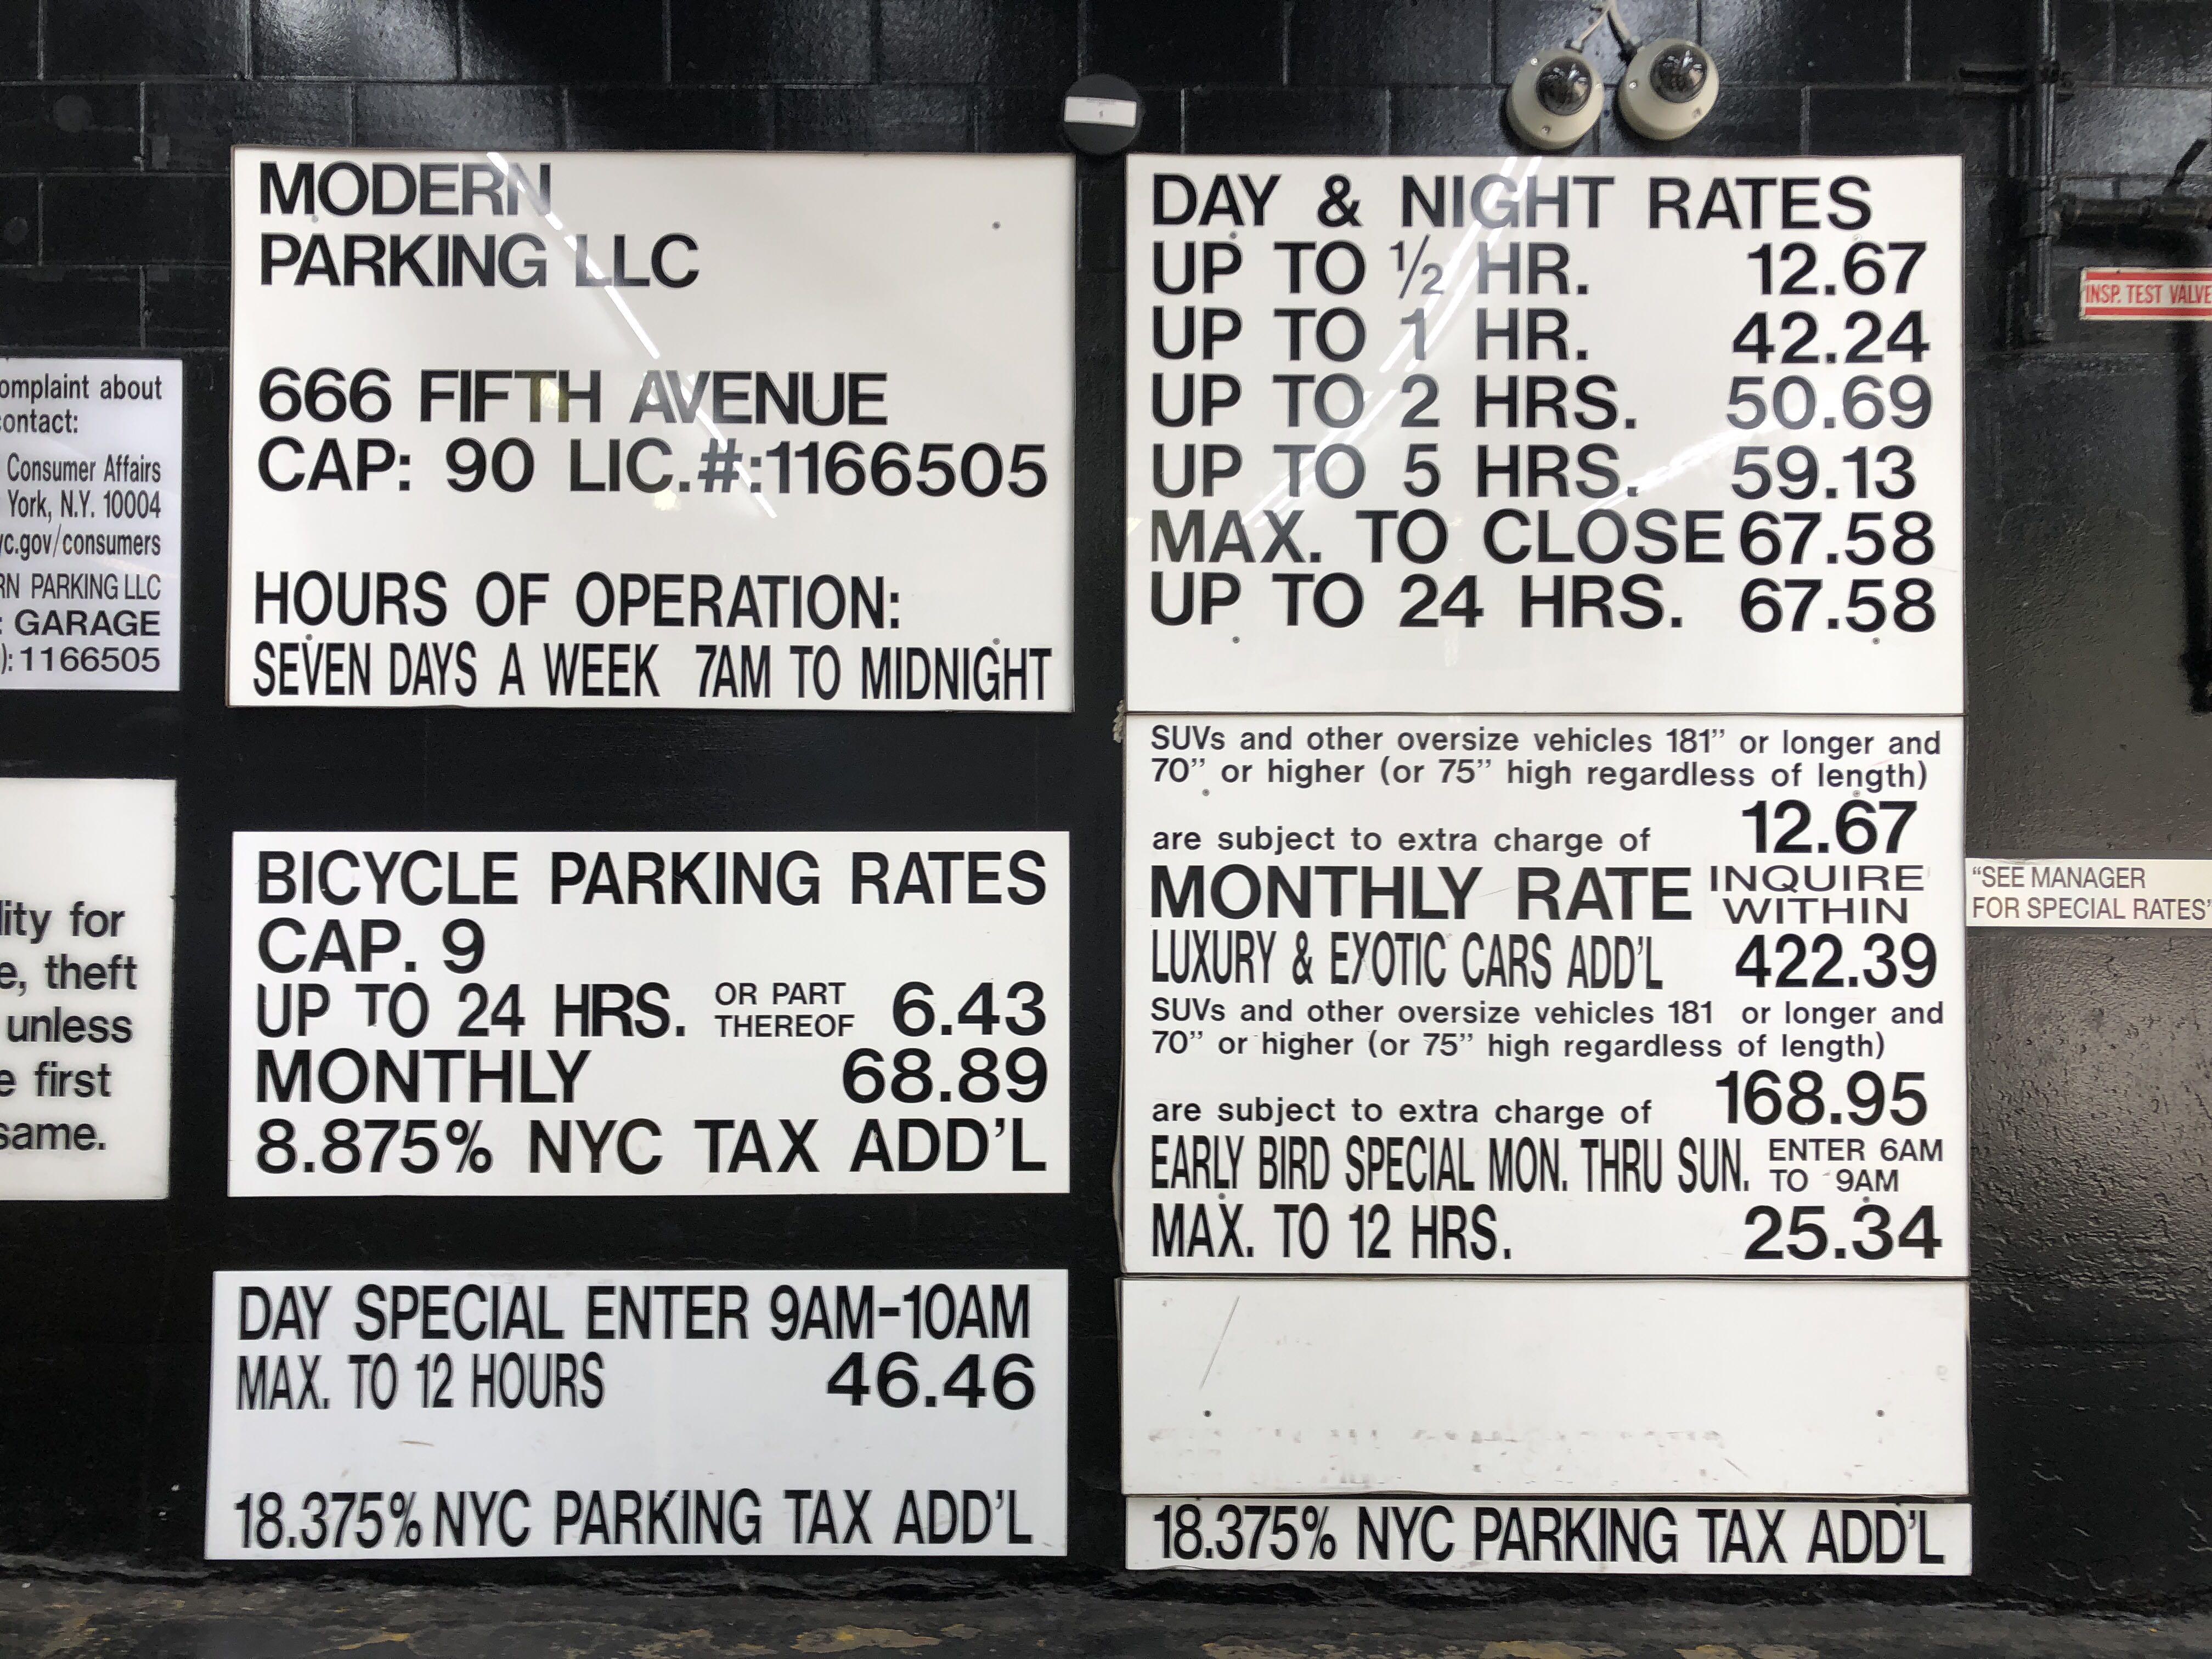 omplaint about
ontact:
Consumer Affairs
York, N.Y. 10004
c.gov/consumers
RN PARKING LLC
: GARAGE
): 1166505
lity for
e, theft
unless
e first
same.
MODERN
PARKING LLC
666 FIFTH AVENUE
CAP: 90 LIC.#:1166505
HOURS OF OPERATION:
SEVEN DAYS A WEEK 7AM TO MIDNIGHT
BICYCLE PARKING RATES
CAP. 9
UP TO 24 HRS. OR PART THEREOF 6.43
MONTHLY 68.89
8.875% NYC TAX ADD'L
DAY SPECIAL ENTER 9AM-10AM
MAX. TO 12 HOURS 46.46
18.375% NYC PARKING TAX ADD'L
DAY & NIGHT RATES
UP TO ½ HR. 12.67
UP TO 1 HR. 42.24
UP TO 2 HRS. 50.69
UP TO 5 HRS. 59.13
MAX. TO CLOSE 67.58
UP TO 24 HRS. 67.58
SUVs and other oversize vehicles 181" or longer and
70" or higher (or 75" high regardless of length)
are subject to extra charge of 12.67
MONTHLY RATE INQUIRE WITHIN
LUXURY & EXOTIC CARS ADD'L 422.39
SUVs and other oversize vehicles 181 or longer and
70" or higher (or 75" high regardless of length)
are subject to extra charge of 168.95
EARLY BIRD SPECIAL MON. THRU SUN. ENTER 6AM TO 9AM
MAX. TO 12 HRS. 25.34
18.375% NYC PARKING TAX ADD'L
INSP. TEST VALVE
"SEE MANAGER
FOR SPECIAL RATES"